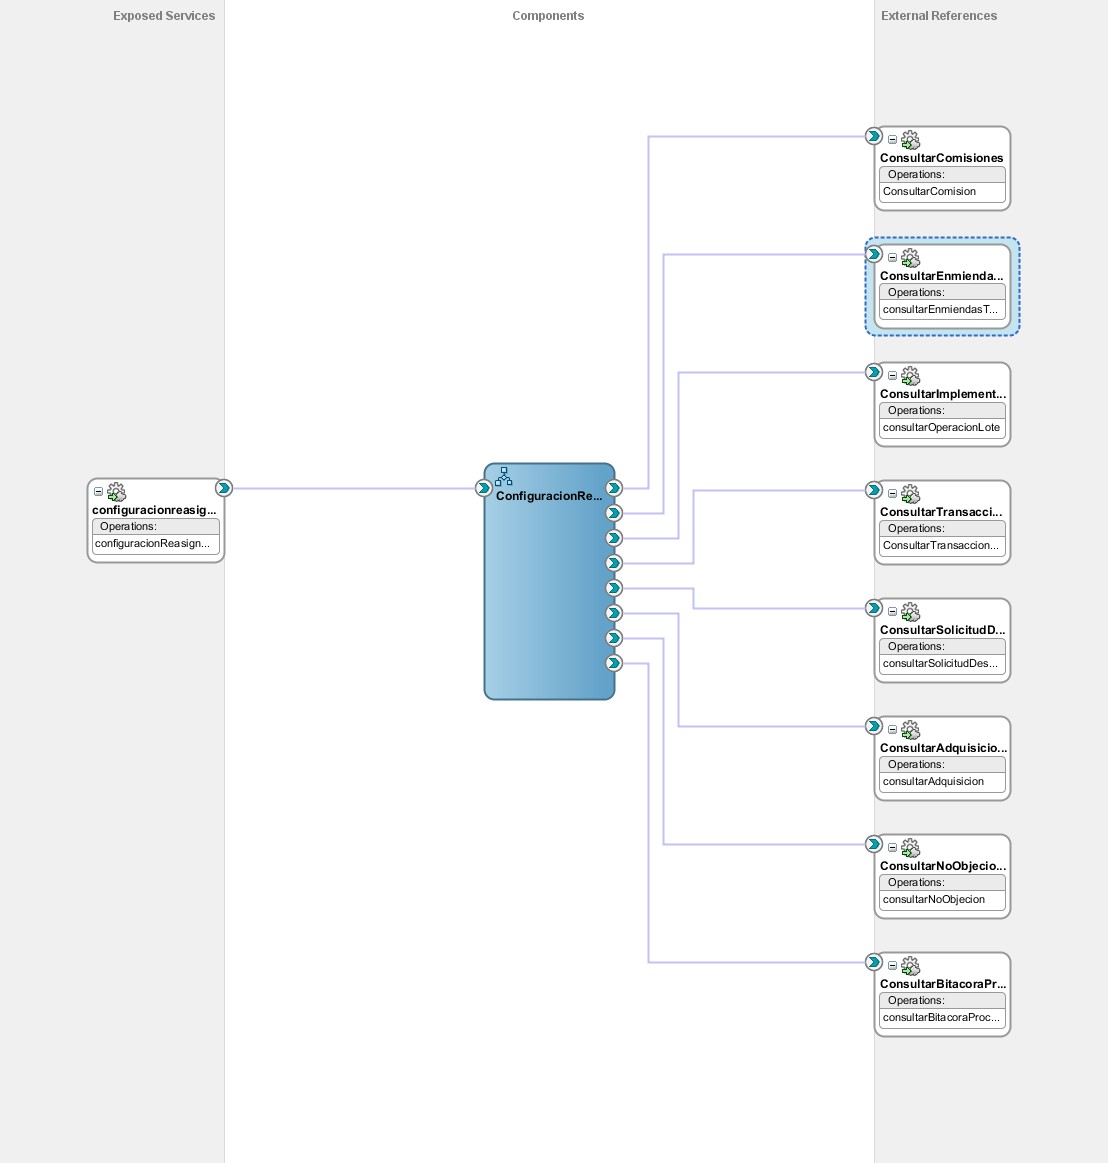 Exposed Services
Components
External References
ConsultarComisiones
Operations:
ConsultarComision
ConsultarEnmienda...
Operations:
consultarEnmiendasT...
ConsultarImplement...
Operations:
consultarOperacionLote
configuracionreasig...
Operations:
configuracionReasign...
ConfiguracionRe...
ConsultarTransacci...
Operations:
ConsultarTransaccion...
ConsultarSolicitudD...
Operations:
consultarSolicitudDes...
ConsultarAdquisicio...
Operations:
consultarAdquisicion
ConsultarNoObjecio...
Operations:
consultarNoObjecion
ConsultarBitacoraPr...
Operations:
consultarBitacoraProc...